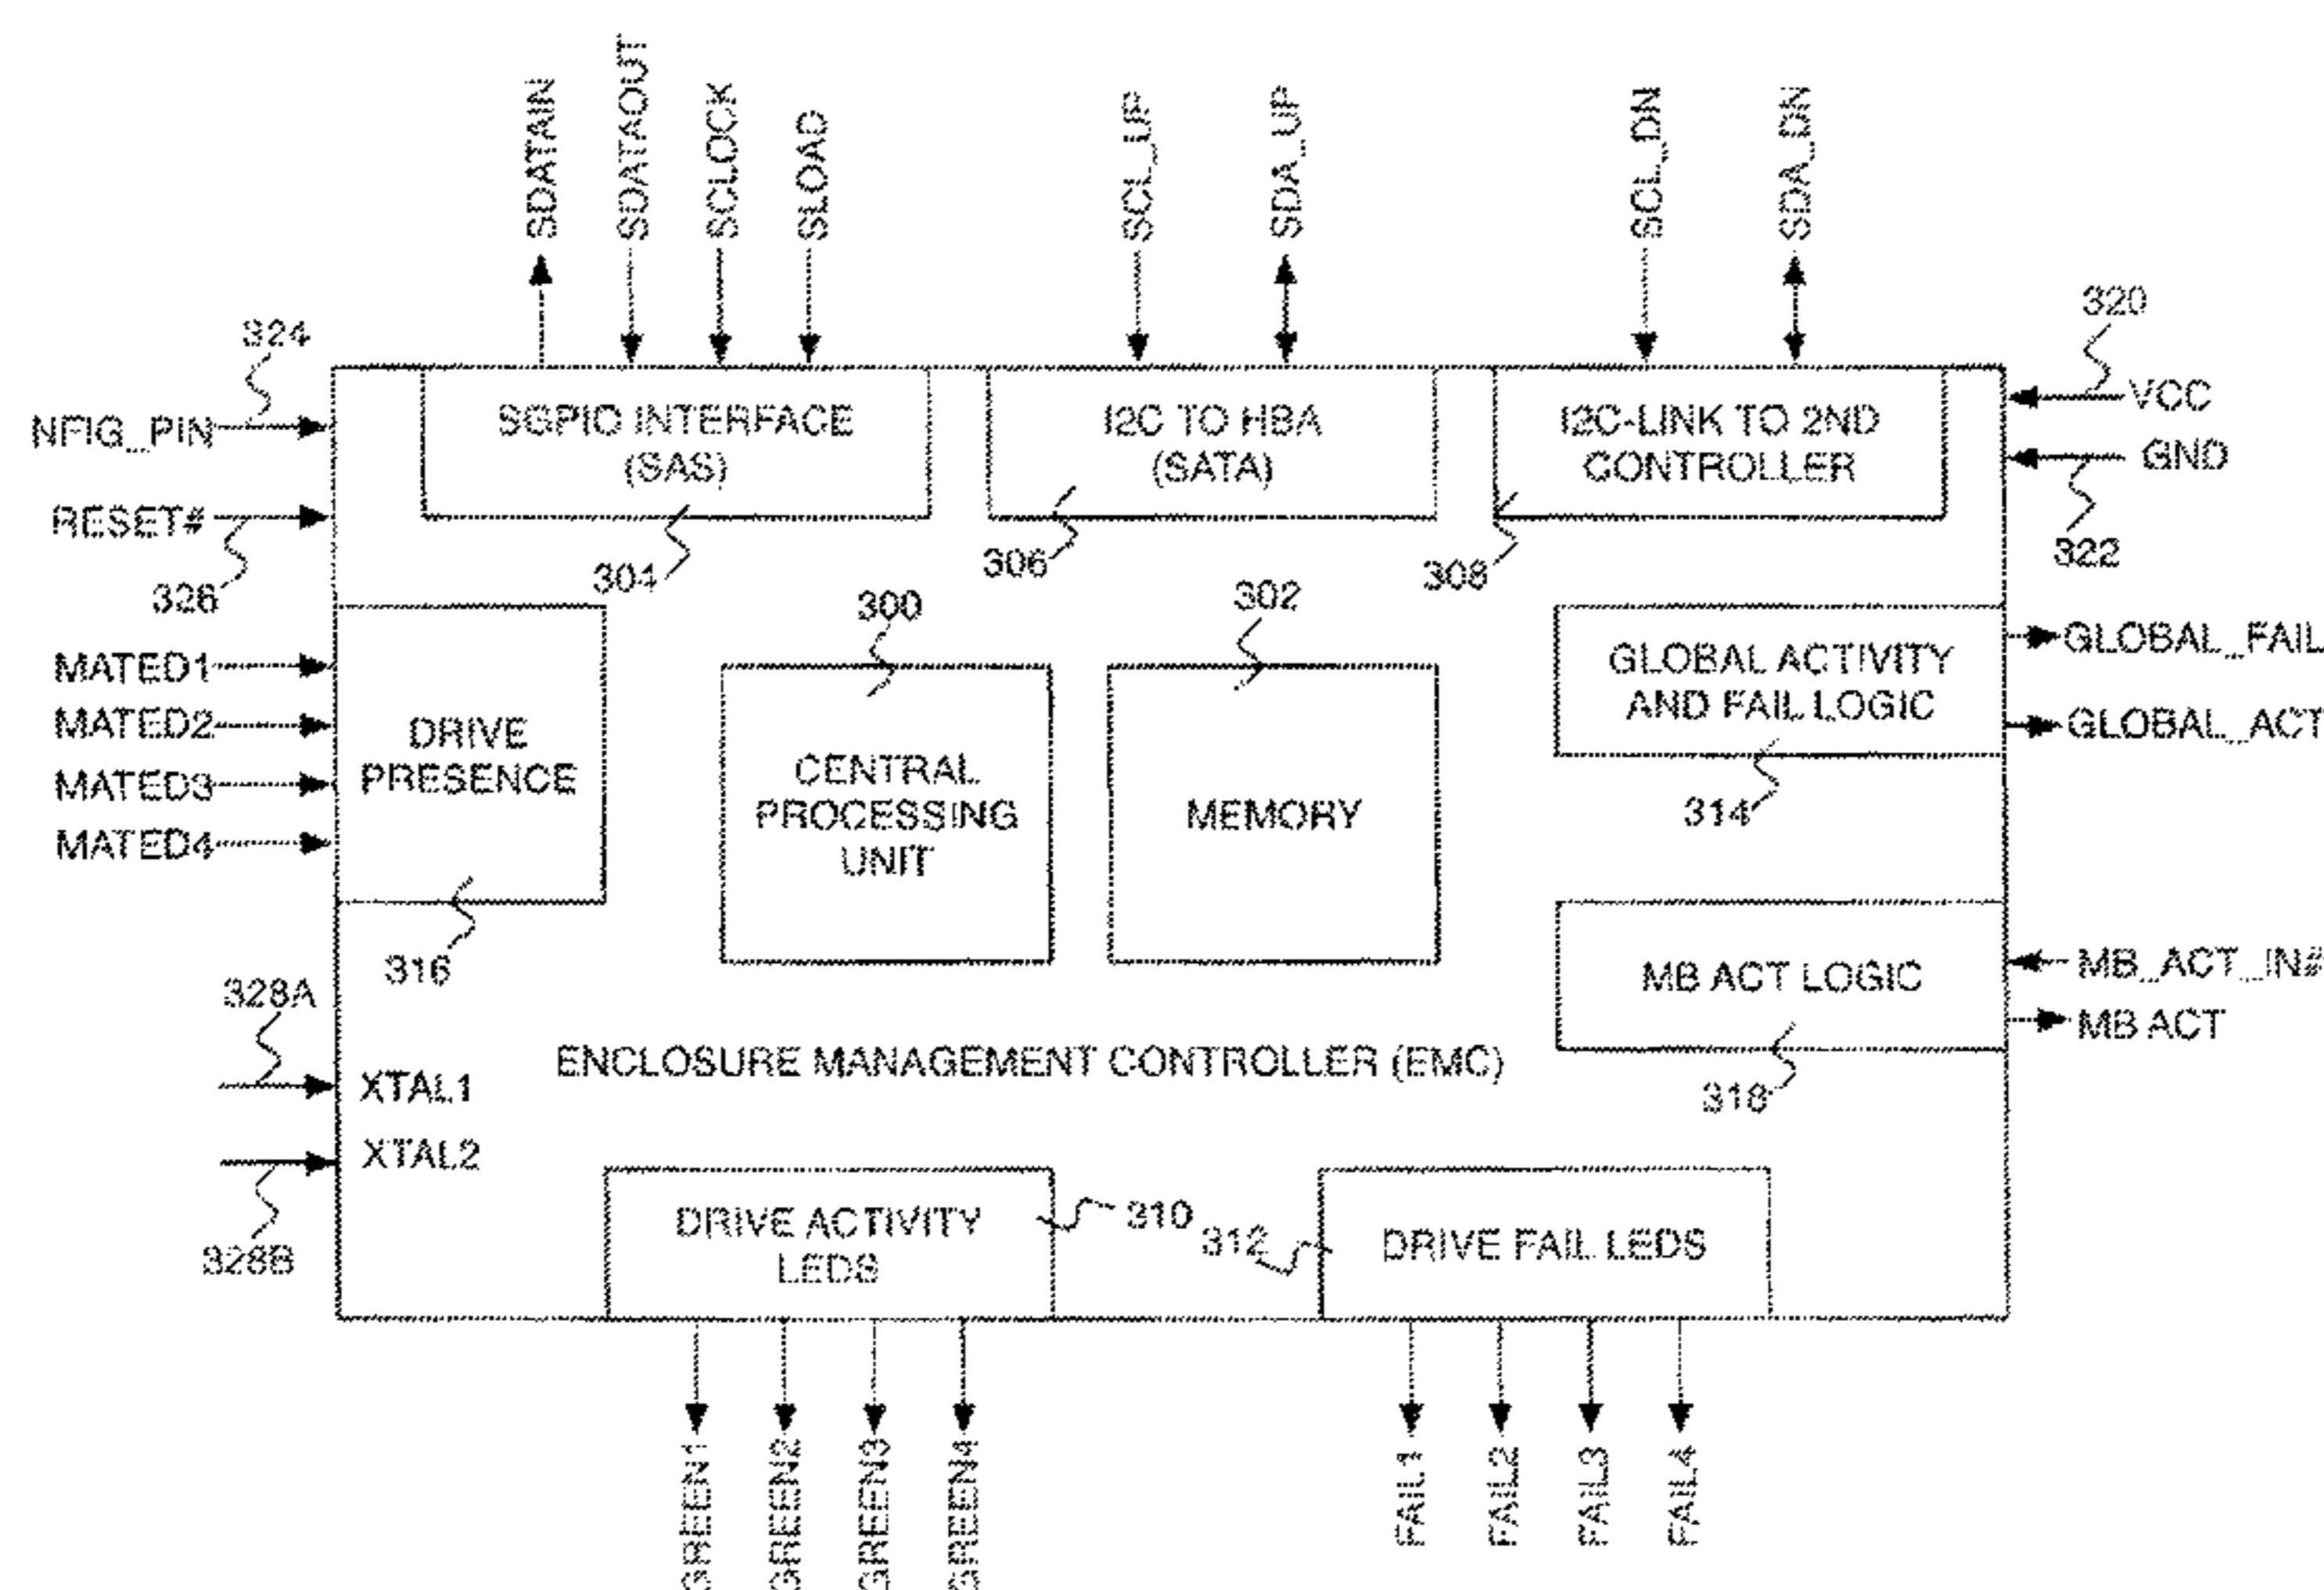 SDATAIN
SDATAOUT
SCLOCK
SLOAD
SCL_UP
SDA_UP
SCL_DN
SDA_DN
324
NFIG_PIN
RESET#
326
SGPIO INTERFACE
(SAS)
304
I2C TO HBA
(SATA)
306
I2C-LINK TO 2ND
CONTROLLER
308
320
VCC
GND
322
MATED1
MATED2
MATED3
MATED4
DRIVE
PRESENCE
316
300
CENTRAL
PROCESSING
UNIT
302
MEMORY
GLOBAL ACTIVITY
AND FAIL LOGIC
314
GLOBAL_FAIL
GLOBAL_ACT
MB ACT LOGIC
318
MB_ACT_IN#
MB ACT
328A
XTAL1
XTAL2
328B
ENCLOSURE MANAGEMENT CONTROLLER (EMC)
DRIVE ACTIVITY
LEDS
310
312
DRIVE FAIL LEDS
GREEN1
GREEN2
GREEN3
GREEN4
FAIL1
FAIL2
FAIL3
FAIL4